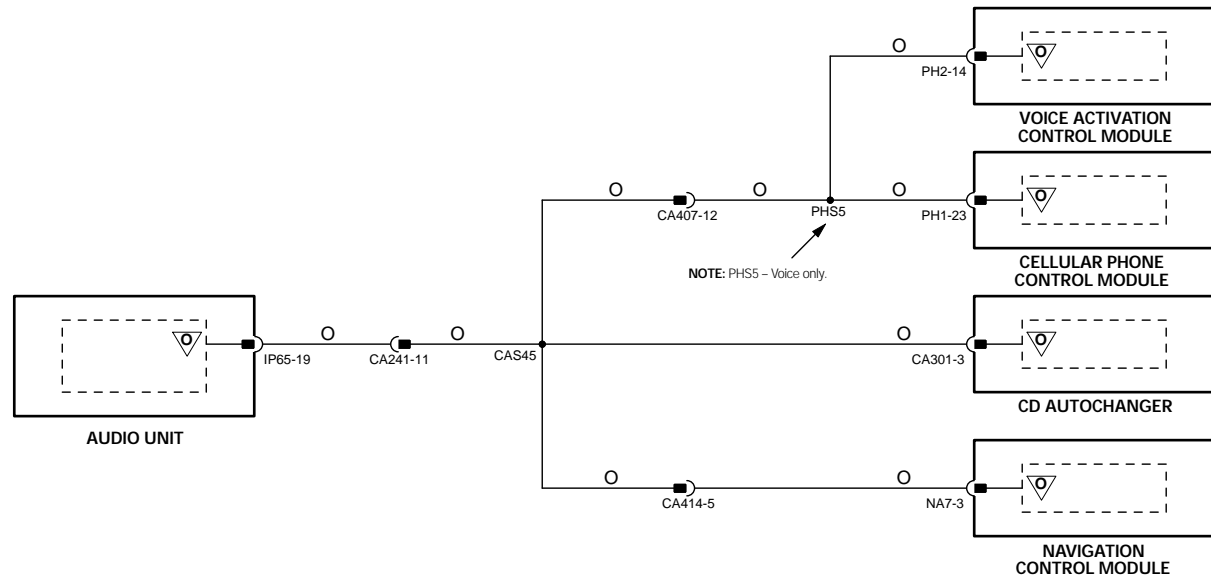 O
O
PH2-14
VOICE ACTIVATION
CONTROL MODULE
O
O
O
O
CA407-12
PHS5
PH1-23
NOTE: PHS5 – Voice only.
CELLULAR PHONE
CONTROL MODULE
O
O
O
O
O
IP65-19
CA241-11
CAS45
CA301-3
AUDIO UNIT
CD AUTOCHANGER
O
O
O
CA414-5
NA7-3
NAVIGATION
CONTROL MODULE